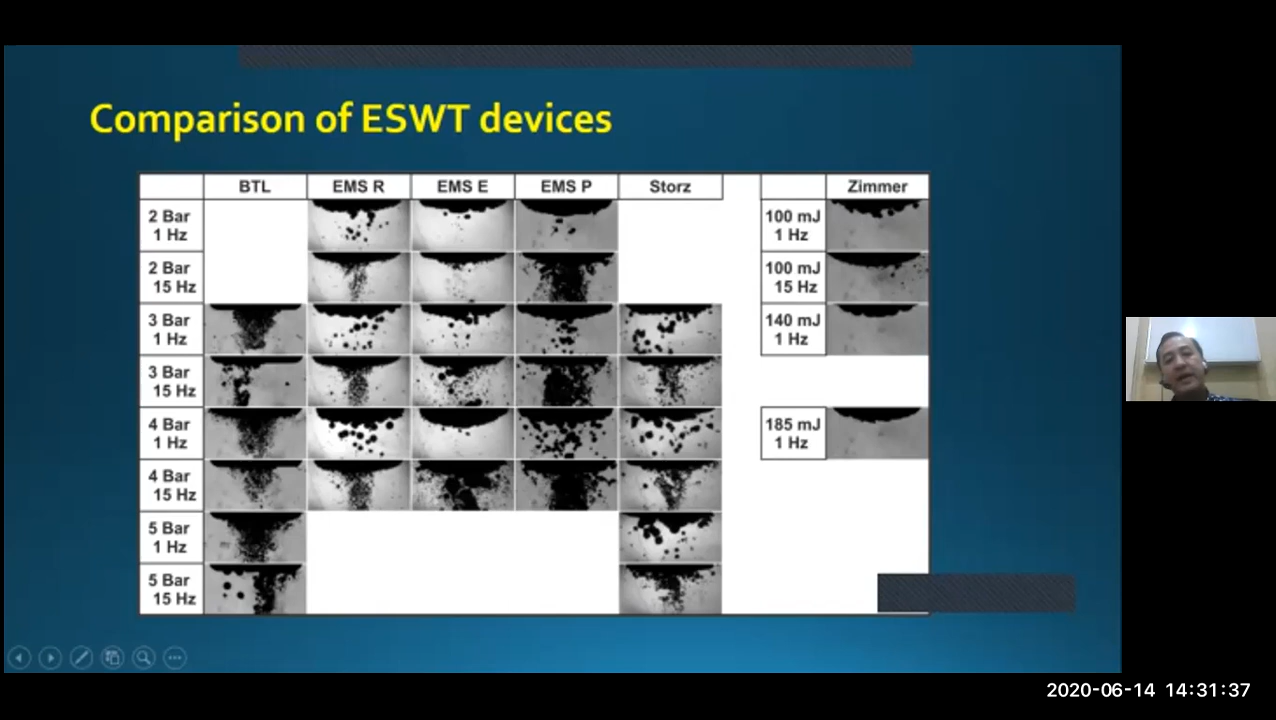 Comparison of ESWT devices
BTL EMS R EMS E EMS P Storz Zimmer
2 Bar 100 mJ
1 Hz 1 Hz
2 Bar 100 mJ
15 Hz 15 Hz
3 Bar 140 mJ
1 Hz 1 Hz
3 Bar
15 Hz
4 Bar 185 mJ
1 Hz 1 Hz
4 Bar
15 Hz
5 Bar
1 Hz
5 Bar
15 Hz
2020-06-14 14:31:37